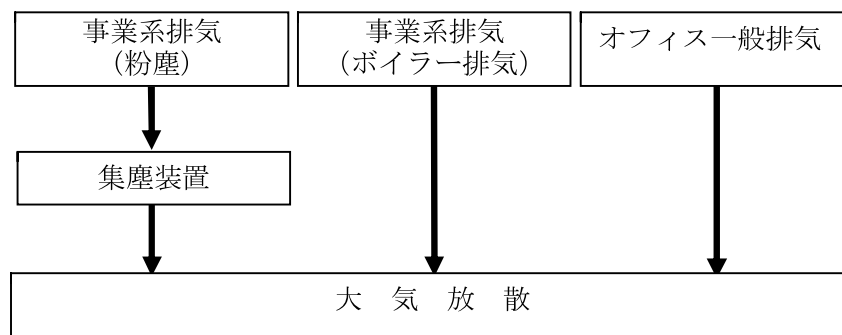 事業系排気
（粉塵）
事業系排気
（ボイラー排気）
オフィス一般排気
集塵装置
大　気　放　散